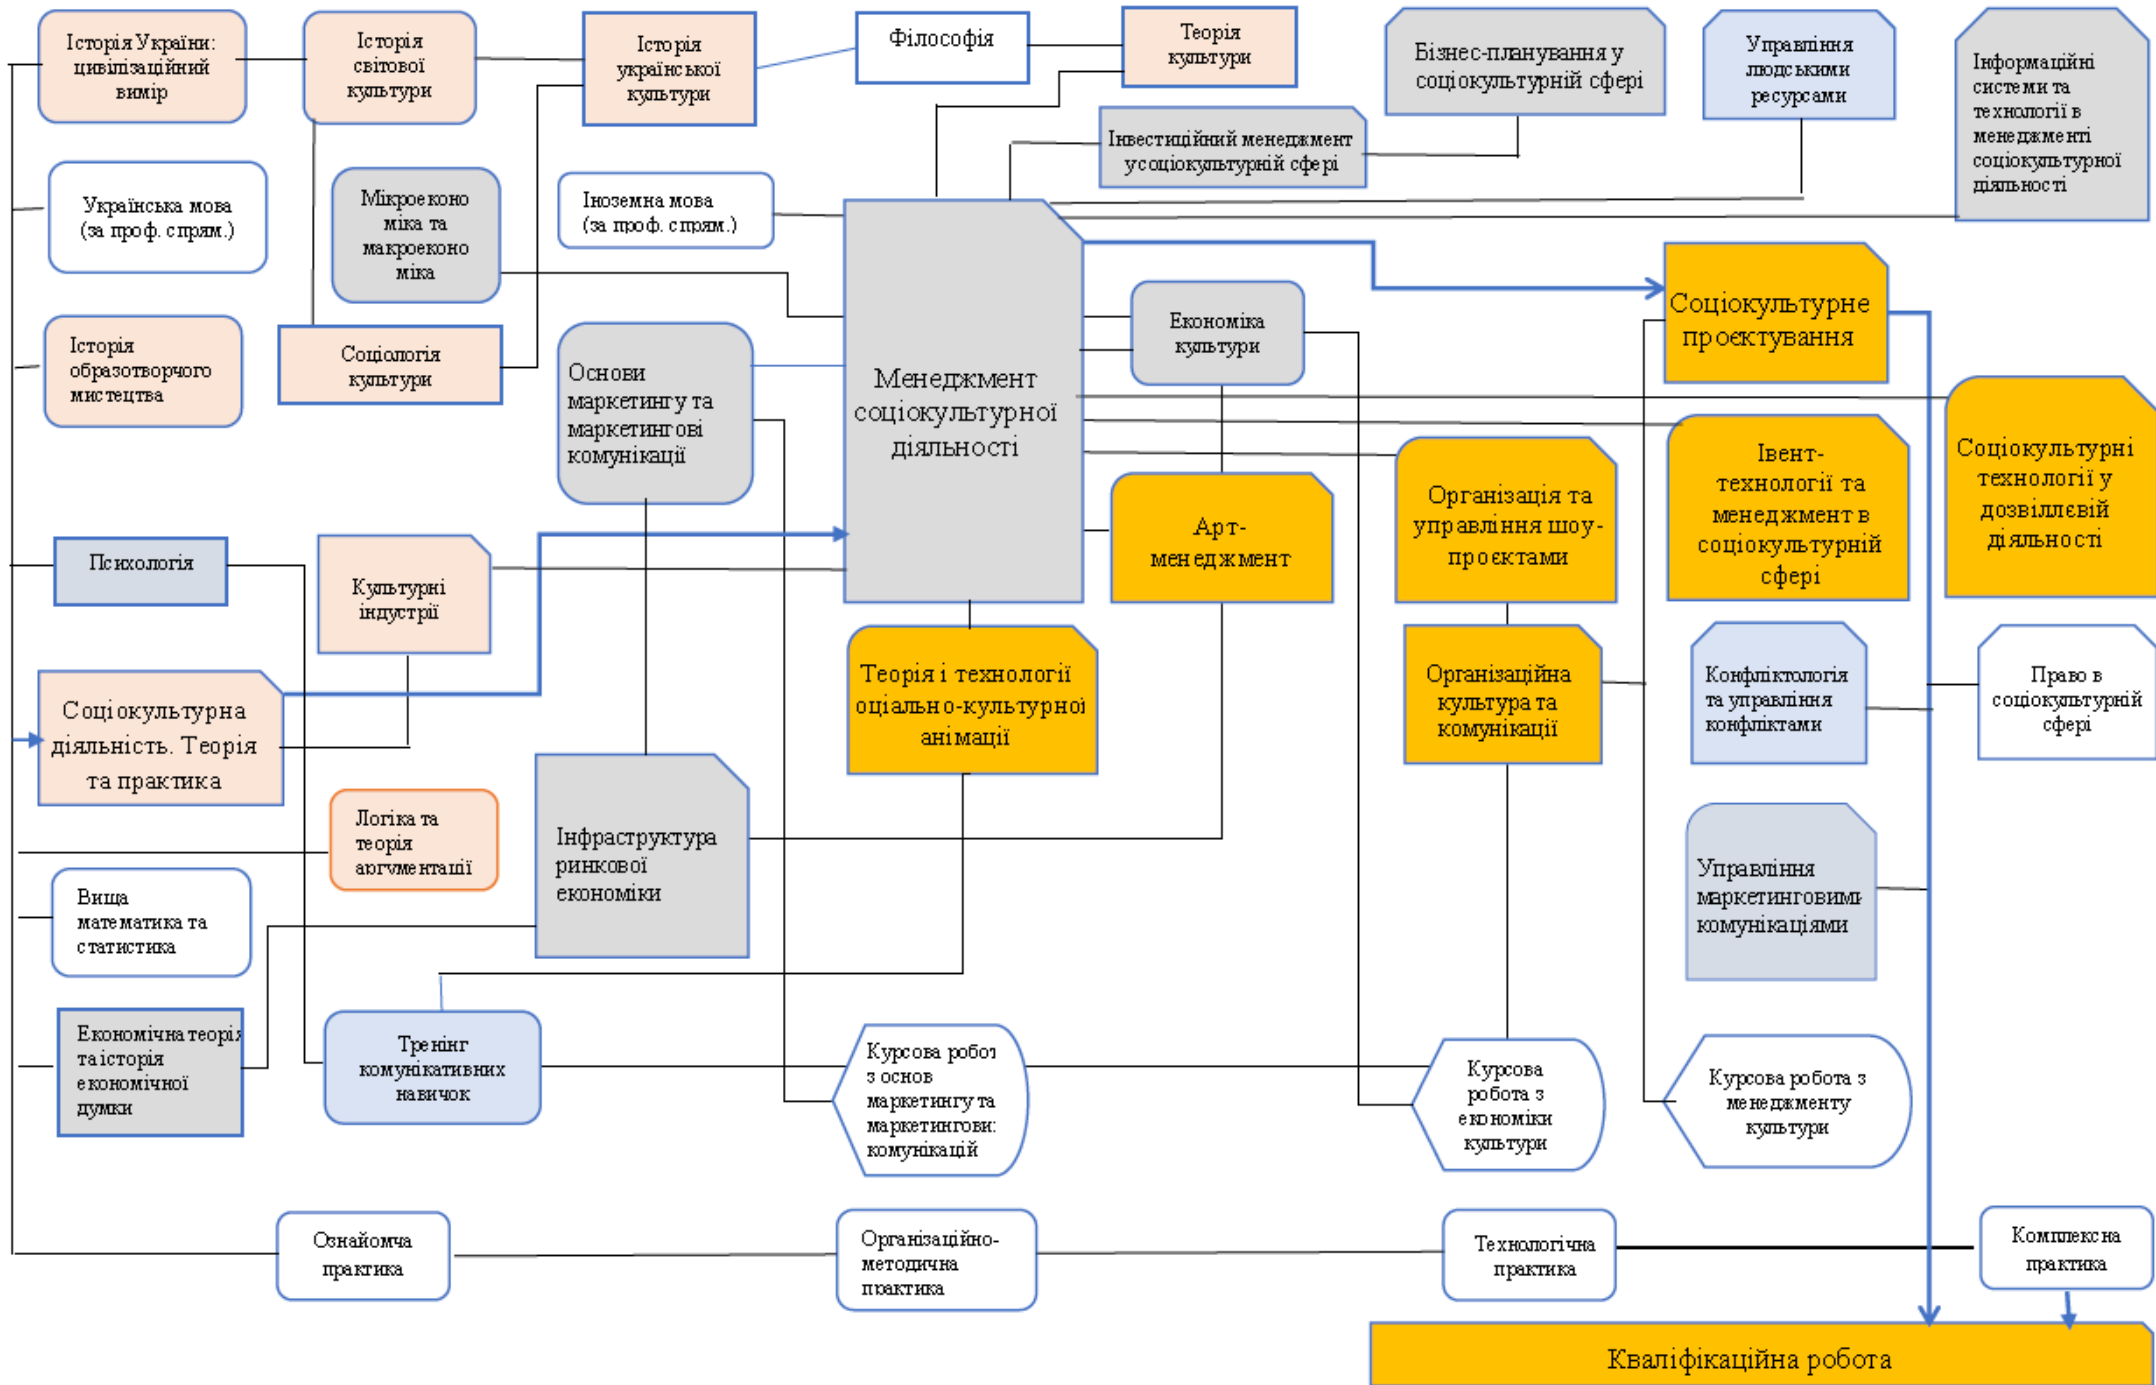 Історія України:
цивілізаційний
вимір
Історія
світової
культури
Історія
української
культури
Філософія
Теорія
культури
Бізнес-планування у
соціокультурній сфері
Управління
людськими
ресурсами
Інформаційні
системи та
технології в
менеджменті
соціокультурної
діяльності
Інвестиційний менеджмент
усоціокультурній сфері
Українська мова
(за проф. спрям.)
Мікроеконо
міка та
макроеконо
міка
Іноземна мова
(за проф. спрям.)
Історія
образотворчого
мистецтва
Соціологія
культури
Основи
маркетингу та
маркетингові
комунікації
Менеджмент
соціокультурної
діяльності
Економіка
культури
Соціокультурне
проєктування
Організація та
управління шоу-
проєктами
Івент-
технології та
менеджмент в
соціокультурній
сфері
Соціокультурні
технології у
дозвіллєвій
діяльності
Арт-
менеджмент
Психологія
Культурні
індустрії
Соціокультурна
діяльність. Теорія
та практика
Теорія і технології
оціально-культурної
анімації
Організаційна
культура та
комунікації
Конфліктологія
та управління
конфліктами
Право в
соціокультурній
сфері
Логіка та
теорія
аргументації
Інфраструктура
ринкової
економіки
Управління
маркетинговими
комунікаціями
Вища
математика та
статистика
Економічна теорія
та історія
економічної
думки
Тренінг
комунікативних
навичок
Курсова робот
з основ
маркетингу та
маркетингови
комунікацій
Курсова
робота з
економіки
культури
Курсова робота з
менеджменту
культури
Ознайомча
практика
Організаційно-
методична
практика
Технологічна
практика
Комплексна
практика
Кваліфікаційна робота